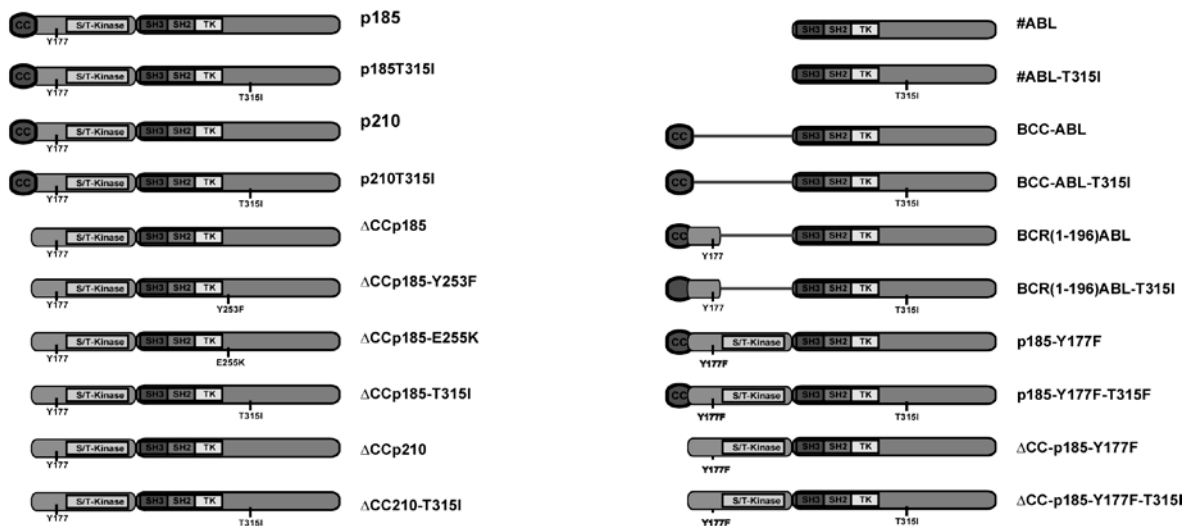 CC S/T-Kinase SH3 SH2 TK p185
Y177
CC S/T-Kinase SH3 SH2 TK p185T315I
Y177 T315I
CC S/T-Kinase SH3 SH2 TK p210
Y177
CC S/T-Kinase SH3 SH2 TK p210T315I
Y177 T315I
S/T-Kinase SH3 SH2 TK ΔCCp185
Y177
S/T-Kinase SH3 SH2 TK ΔCCp185-Y253F
Y177 Y253F
S/T-Kinase SH3 SH2 TK ΔCCp185-E255K
Y177 E255K
S/T-Kinase SH3 SH2 TK ΔCCp185-T315I
Y177 T315I
S/T-Kinase SH3 SH2 TK ΔCCp210
Y177
S/T-Kinase SH3 SH2 TK ΔCC210-T315I
Y177 T315I
SH3 SH2 TK #ABL
SH3 SH2 TK #ABL-T315I
T315I
CC SH3 SH2 TK BCC-ABL
CC SH3 SH2 TK BCC-ABL-T315I
T315I
CC SH3 SH2 TK BCR(1-196)ABL
Y177
CC SH3 SH2 TK BCR(1-196)ABL-T315I
Y177 T315I
CC S/T-Kinase SH3 SH2 TK p185-Y177F
Y177F
CC S/T-Kinase SH3 SH2 TK p185-Y177F-T315F
Y177F T315I
S/T-Kinase SH3 SH2 TK ΔCC-p185-Y177F
Y177F
S/T-Kinase SH3 SH2 TK ΔCC-p185-Y177F-T315I
Y177F T315I